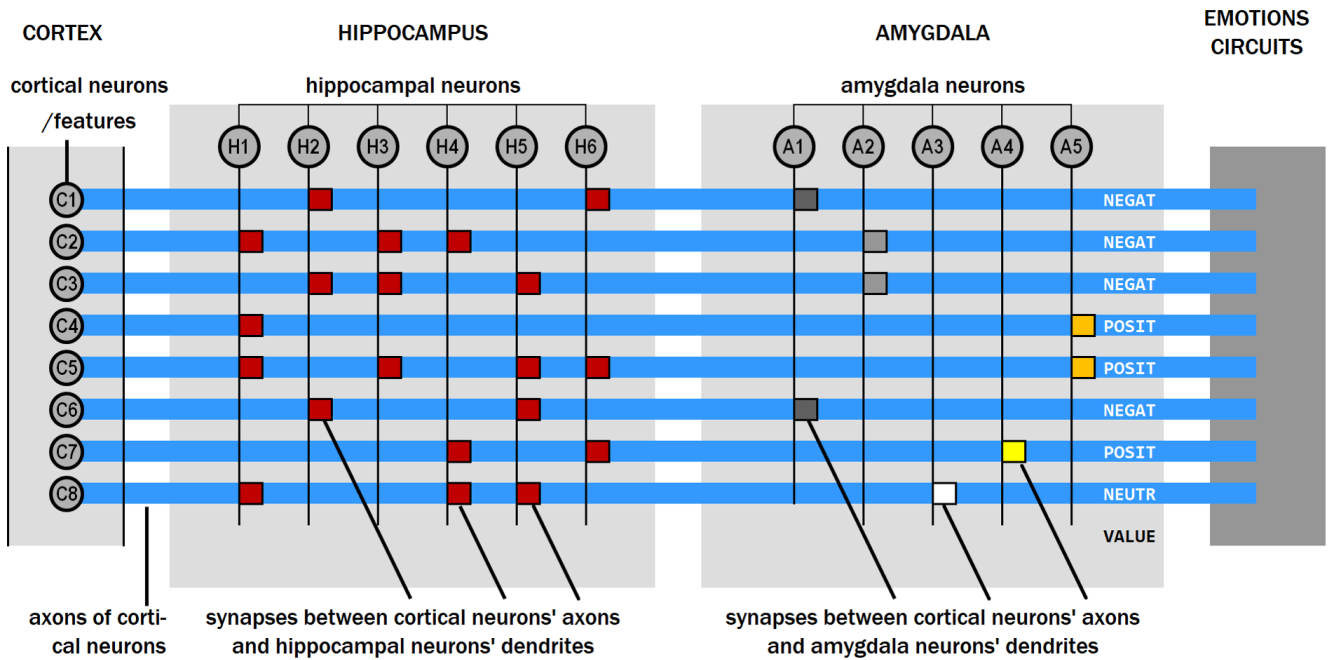 CORTEX
HIPPOCAMPUS
AMYGDALA
EMOTIONS
CIRCUITS
cortical neurons
/features
hippocampal neurons
amygdala neurons
H1 H2 H3 H4 H5 H6
A1 A2 A3 A4 A5
C1 NEGAT
C2 NEGAT
C3 NEGAT
C4 POSIT
C5 POSIT
C6 NEGAT
C7 POSIT
C8 NEUTR
VALUE
axons of corti-
cal neurons
synapses between cortical neurons' axons
and hippocampal neurons' dendrites
synapses between cortical neurons' axons
and amygdala neurons' dendrites